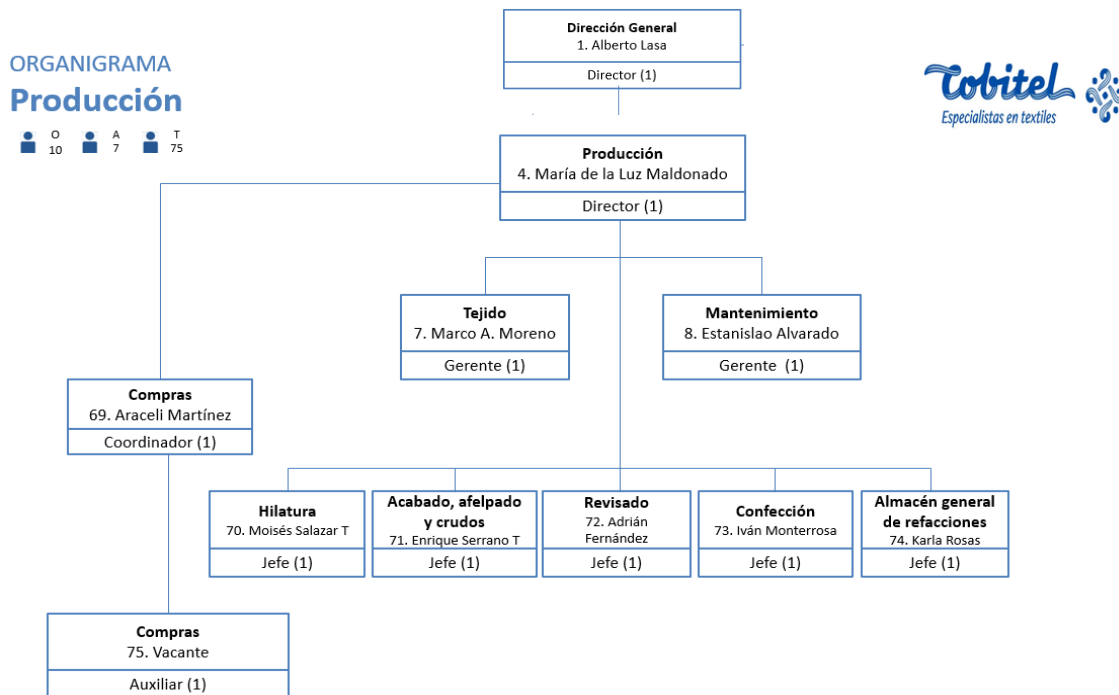 Dirección General
1. Alberto Lasa
Director (1)
ORGANIGRAMA
Producción
O
10
A
7
T
75
Tobitel
Especialistas en textiles
Producción
4. María de la Luz Maldonado
Director (1)
Tejido
7. Marco A. Moreno
Gerente (1)
Mantenimiento
8. Estanislao Alvarado
Gerente (1)
Compras
69. Araceli Martínez
Coordinador (1)
Hilatura
70. Moisés Salazar T
Jefe (1)
Acabado, afelpado
y crudos
71. Enrique Serrano T
Jefe (1)
Revisado
72. Adrián
Fernández
Jefe (1)
Confección
73. Iván Monterrosa
Jefe (1)
Almacén general
de refacciones
74. Karla Rosas
Jefe (1)
Compras
75. Vacante
Auxiliar (1)